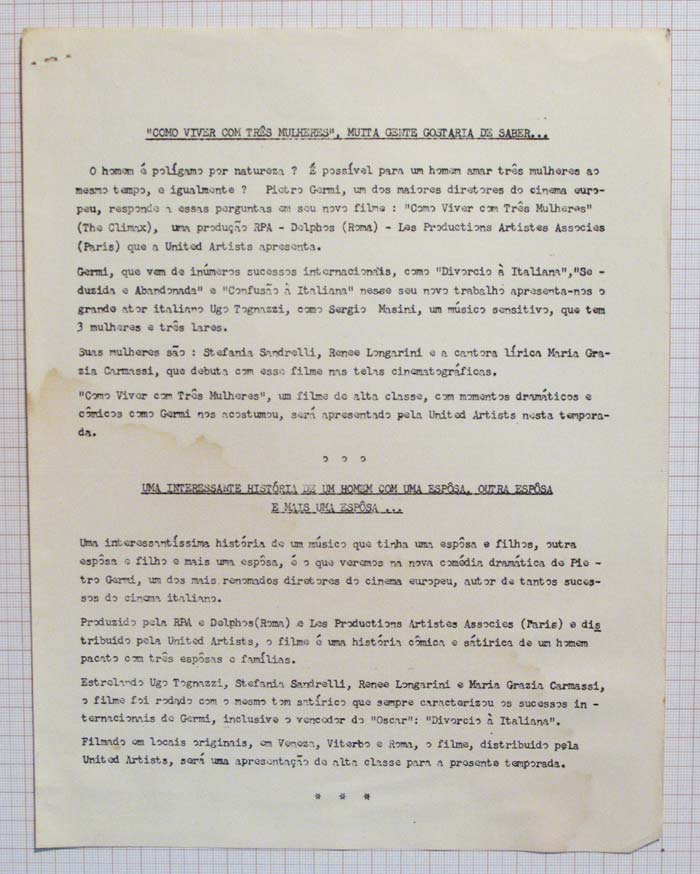 "COMO VIVER COM TRÊS MULHERES", MUITA GENTE GOSTARIA DE SABER...
O homem é polígamo por natureza ? É possível para um homem amar três mulheres ao
mesmo tempo, e igualmente ? Pietro Germi, um dos maiores diretores do cinema euro-
peu, responde a essas perguntas em seu novo filme : "Como Viver com Três Mulheres"
(The Climax), uma produção RPA - Delphos (Roma) - Les Productions Artistes Associes
(Paris) que a United Artists apresenta.
Germi, que vem de inúmeros sucessos internacionais, como "Divorcio à Italiana","Se -
duzida e Abandonada" e "Confusão à Italiana" nesse seu novo trabalho apresenta-nos o
grande ator italiano Ugo Tognazzi, como Sergio Masini, um músico sensitivo, que tem
3 mulheres e três lares.
Suas mulheres são : Stefania Sandrelli, Renee Longarini e a cantora lírica Maria Gra-
zia Carmassi, que debuta com esse filme nas telas cinematográficas.
"Como Viver com Três Mulheres", um filme de alta classe, com momentos dramáticos e
cômicos como Germi nos acostumou, será apresentado pela United Artists nesta tempora-
da.
o o o
UMA INTERESSANTE HISTÓRIA DE UM HOMEM COM UMA ESPÔSA, OUTRA ESPÔSA
E MAIS UMA ESPÔSA ...
Uma interessantíssima história de um músico que tinha uma espôsa e filhos, outra
espôsa e filho e mais uma espôsa, é o que veremos na nova comédia dramática de Pie -
tro Germi, um dos mais renomados diretores do cinema europeu, autor de tantos suces-
sos do cinema italiano.
Produzido pela RPA e Delphos(Roma) e Les Productions Artistes Associes (Paris) e dis
tribuido pela United Artists, o filme é uma história cômica e sátirica de um homem
pacato com três espôsas e famílias.
Estrelando Ugo Tognazzi, Stefania Sandrelli, Renee Longarini e Maria Grazia Carmassi,
o filme foi rodado com o mesmo tom satírico que sempre caracterizou os sucessos in -
ternacionais de Germi, inclusive o vencedor do "Oscar": "Divorcio à Italiana".
Filmado em locais originais, em Veneza, Viterbo e Roma, o filme, distribuido pela
United Artists, será uma apresentação de alta classe para a presente temporada.
* * *